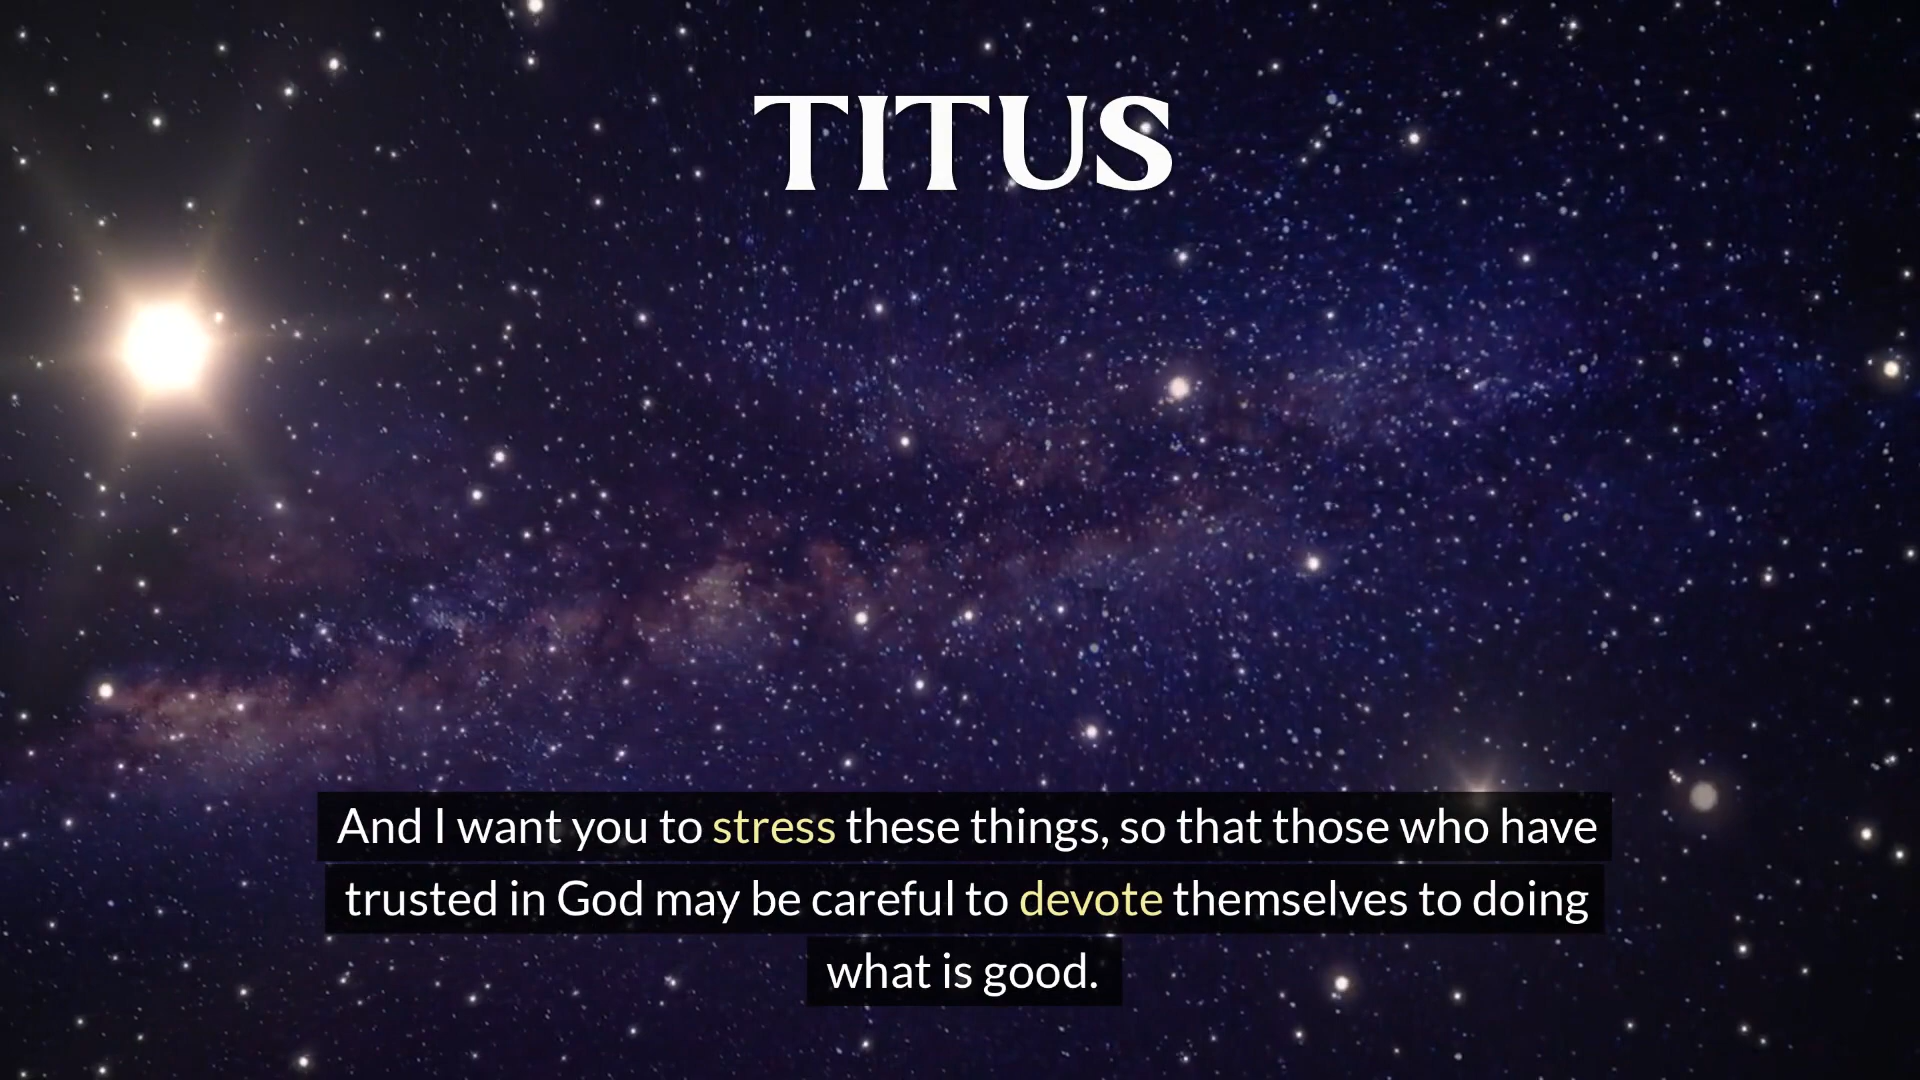 TITUS
And I want you to stress these things, so that those who have
trusted in God may be careful to devote themselves to doing
what is good.